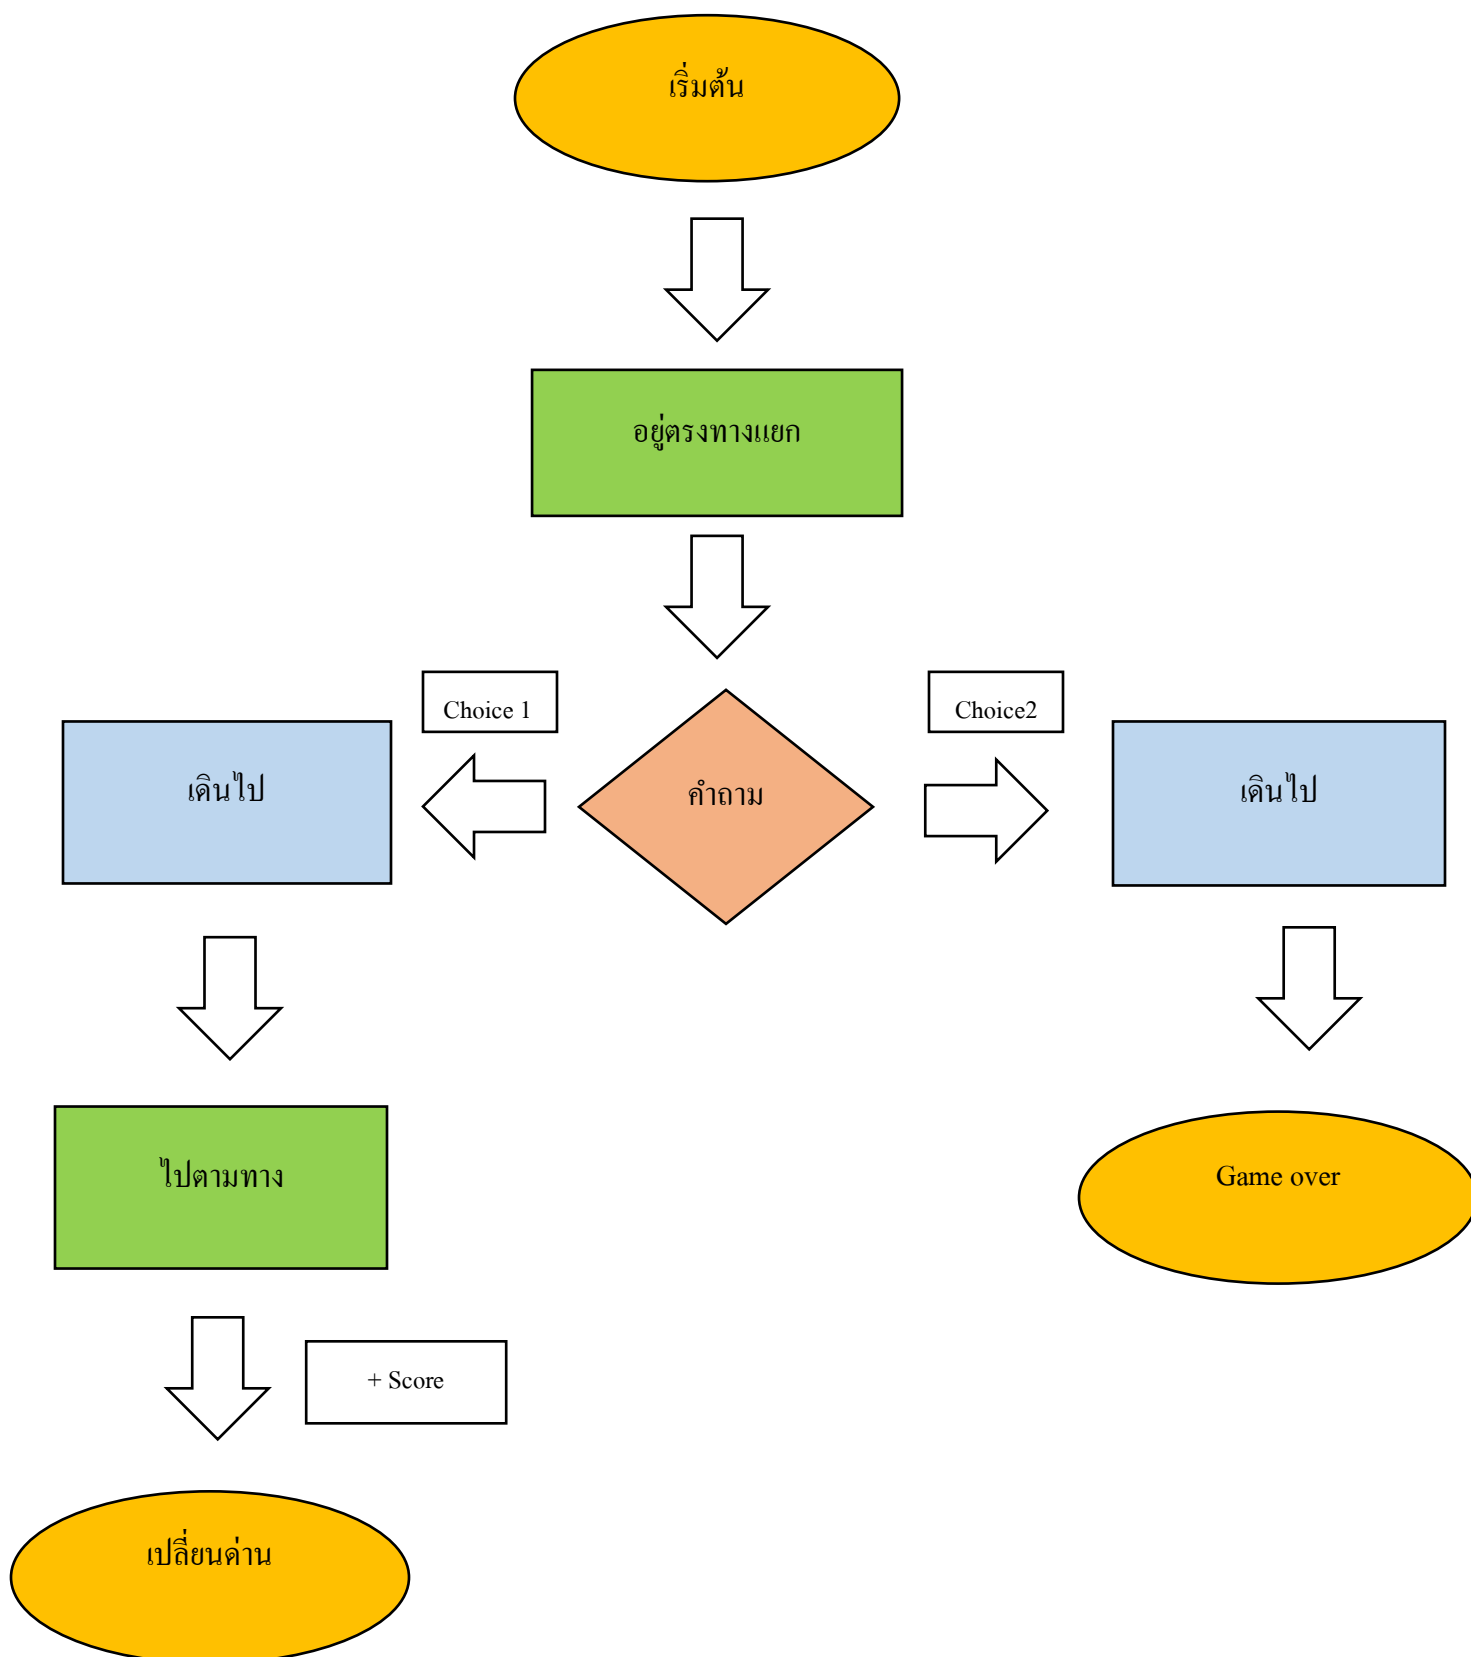 เริ่มต้น
อยู่ตรงทางแยก
Choice 1
Choice2
เดินไป
คำถาม
เดินไป
ไปตามทาง
Game over
+ Score
เปลี่ยนด่าน